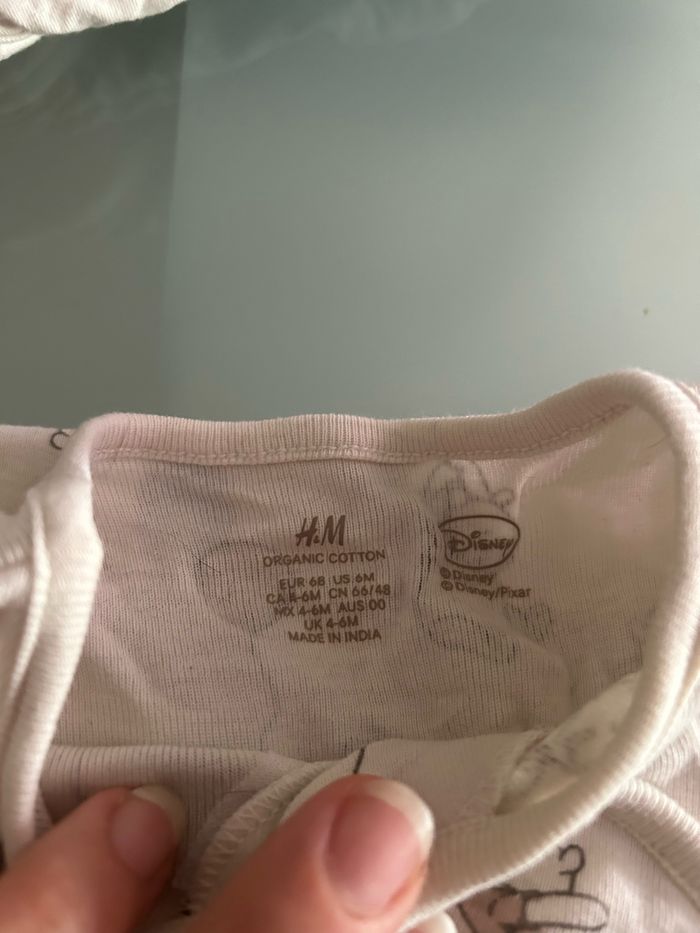 H&M
ORGANIC COTTON
EUR 68 US 6M
CA 4-6M CN 66/48
MX 4-6M AUS 00
UK 4-6M
MADE IN INDIA
Disney
© Disney
© Disney/Pixar